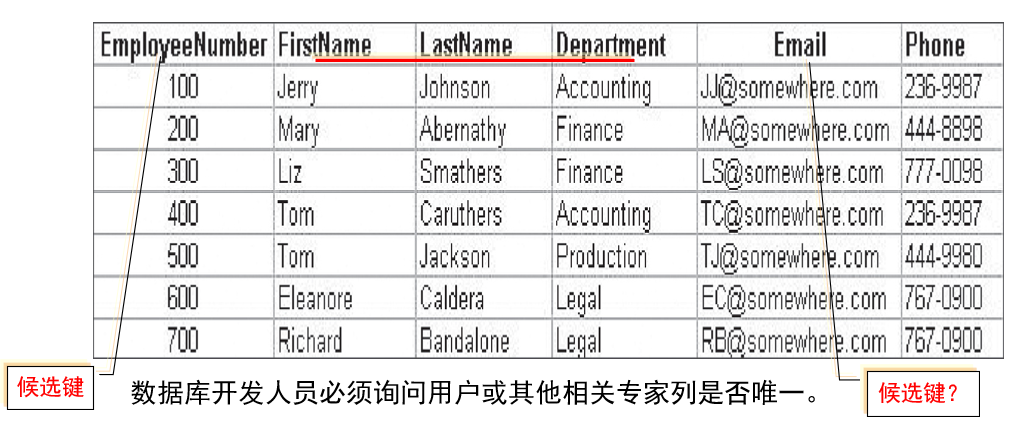 EmployeeNumber FirstName LastName Department Email Phone
100 Jerry Johnson Accounting JJ@somewhere.com 236-9987
200 Mary Abernathy Finance MA@somewhere.com 444-8898
300 Liz Smathers Finance LS@somewhere.com 777-0098
400 Tom Caruthers Accounting TC@somewhere.com 236-9987
500 Tom Jackson Production TJ@somewhere.com 444-9980
600 Eleanore Caldera Legal EC@somewhere.com 767-0900
700 Richard Bandalone Legal RB@somewhere.com 767-0900
候选键 数据库开发人员必须询问用户或其他相关专家列是否唯一。 候选键？